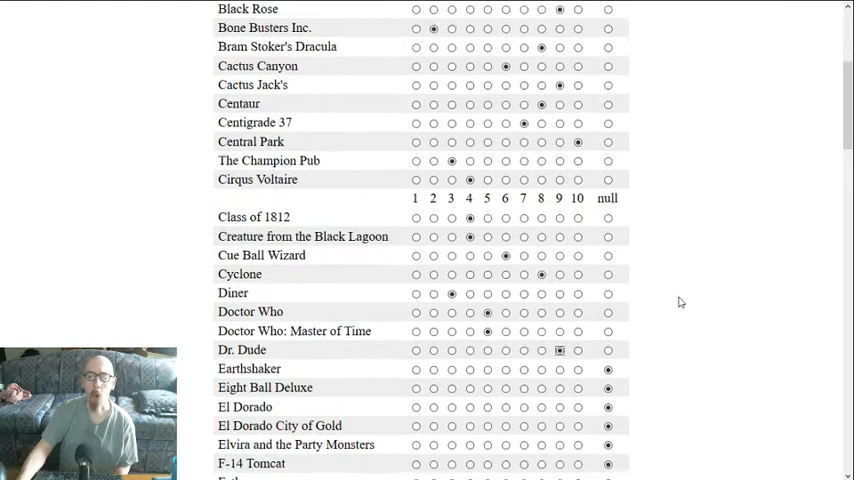 Black Rose
Bone Busters Inc.
Bram Stoker's Dracula
Cactus Canyon
Cactus Jack's
Centaur
Centigrade 37
Central Park
The Champion Pub
Cirqus Voltaire
1 2 3 4 5 6 7 8 9 10 null
Class of 1812
Creature from the Black Lagoon
Cue Ball Wizard
Cyclone
Diner
Doctor Who
Doctor Who: Master of Time
Dr. Dude
Earthshaker
Eight Ball Deluxe
El Dorado
El Dorado City of Gold
Elvira and the Party Monsters
F-14 Tomcat